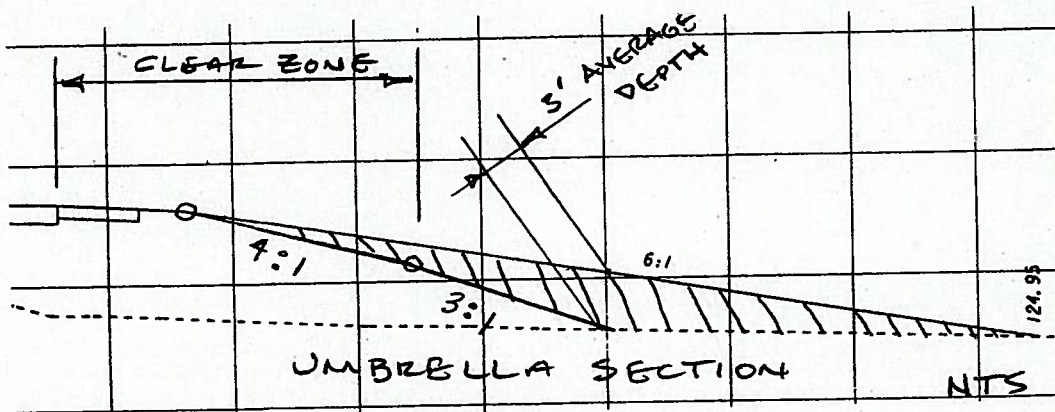 CLEAR ZONE
3' AVERAGE
DEPTH
4:1
3:1
6:1
124.95
UMBRELLA SECTION
NTS